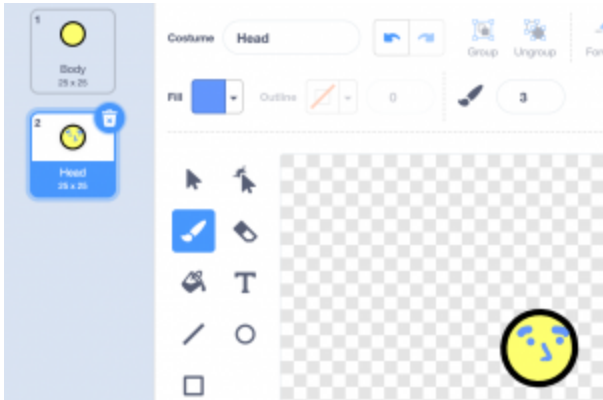 1
Body
25 x 25
2
Head
25 x 25
Costume
Head
Group
Ungroup
Fill
Outline
0
3
T